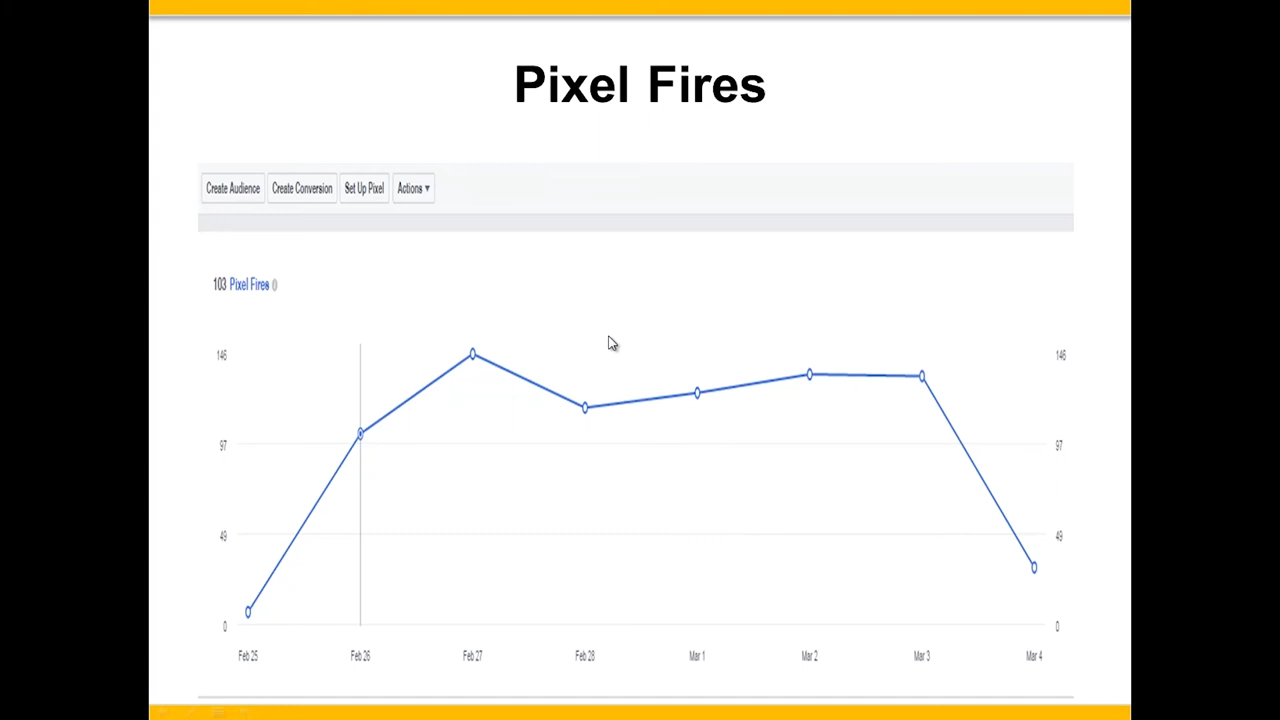 Pixel Fires
Create Audience Create Conversion Set Up Pixel Actions
103 Pixel Fires
146 146
97 97
49 49
0 0
Feb 25 Feb 26 Feb 27 Feb 28 Mar 1 Mar 2 Mar 3 Mar 4